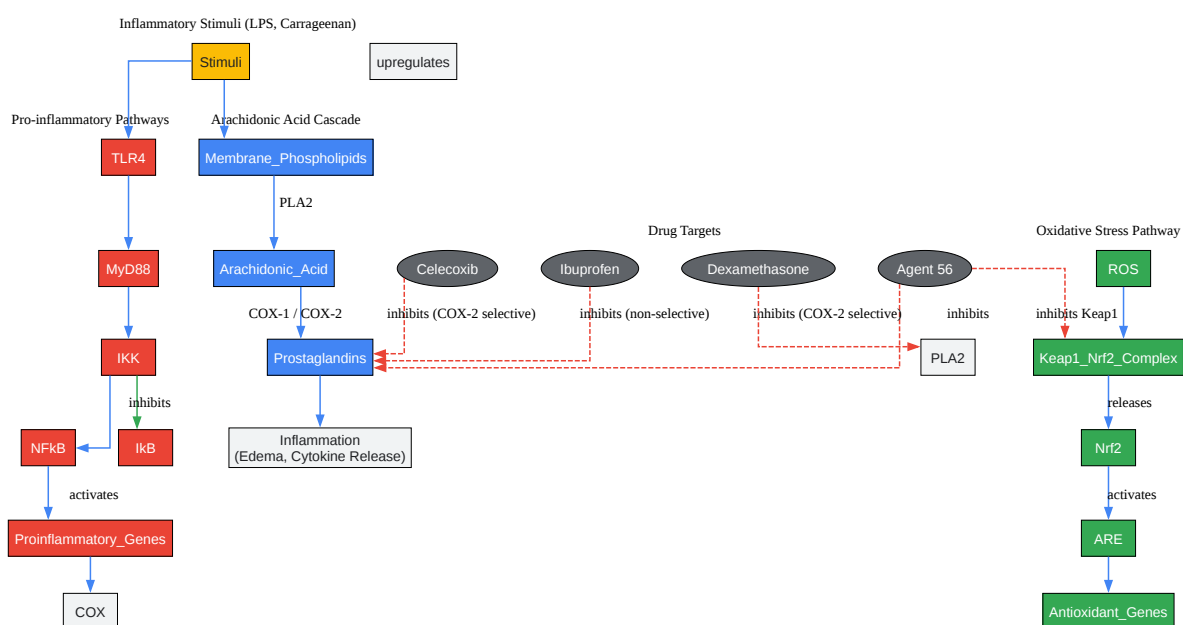 Inflammatory Stimuli (LPS, Carrageenan)
Stimuli
upregulates
Pro-inflammatory Pathways
Arachidonic Acid Cascade
TLR4
Membrane_Phospholipids
PLA2
Drug Targets
Oxidative Stress Pathway
MyD88
Arachidonic_Acid
Celecoxib
Ibuprofen
Dexamethasone
Agent 56
ROS
COX-1 / COX-2
inhibits (COX-2 selective)
inhibits (non-selective)
inhibits (COX-2 selective)
inhibits
inhibits Keap1
IKK
Prostaglandins
PLA2
Keap1_Nrf2_Complex
inhibits
releases
NFkB
IkB
Inflammation
(Edema, Cytokine Release)
Nrf2
activates
activates
Proinflammatory_Genes
ARE
COX
Antioxidant_Genes